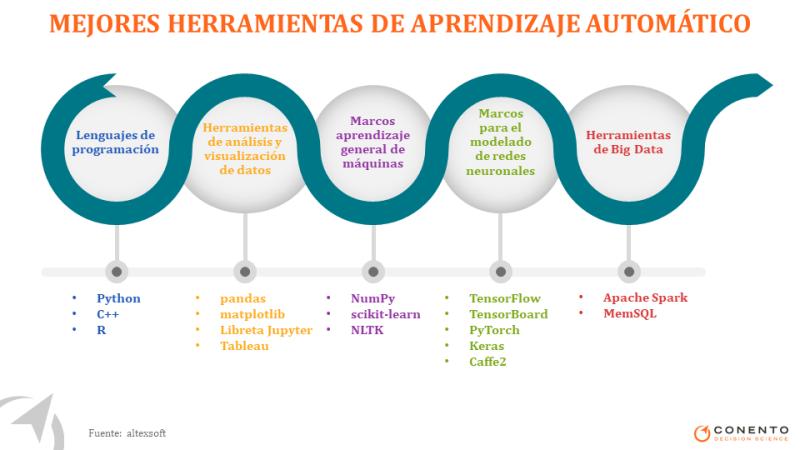 MEJORES HERRAMIENTAS DE APRENDIZAJE AUTOMÁTICO
Lenguajes de
programación
Herramientas
de análisis y
visualización
de datos
Marcos
aprendizaje
general de
máquinas
Marcos
para el
modelado
de redes
neuronales
Herramientas
de Big Data
• Python
• C++
• R
• pandas
• matplotlib
• Libreta Jupyter
• Tableau
• NumPy
• scikit-learn
• NLTK
• TensorFlow
• TensorBoard
• PyTorch
• Keras
• Caffe2
• Apache Spark
• MemSQL
Fuente: altexsoft
CONENTO
DECISION SCIENCE